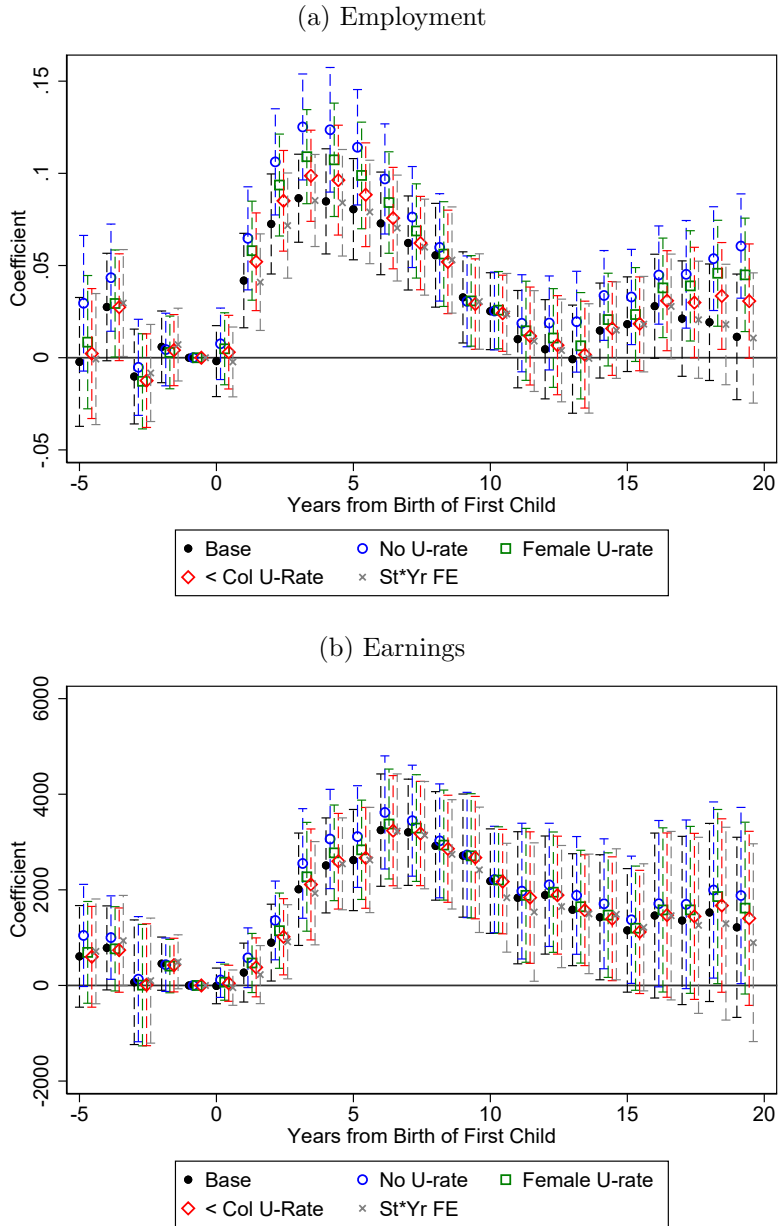 (a) Employment
.15
.1
.05
0
-.05
Coefficient
-5 0 5 10 15 20
Years from Birth of First Child
Base No U-rate Female U-rate
< Col U-Rate St*Yr FE
(b) Earnings
6000
4000
2000
0
-2000
Coefficient
-5 0 5 10 15 20
Years from Birth of First Child
Base No U-rate Female U-rate
< Col U-Rate St*Yr FE